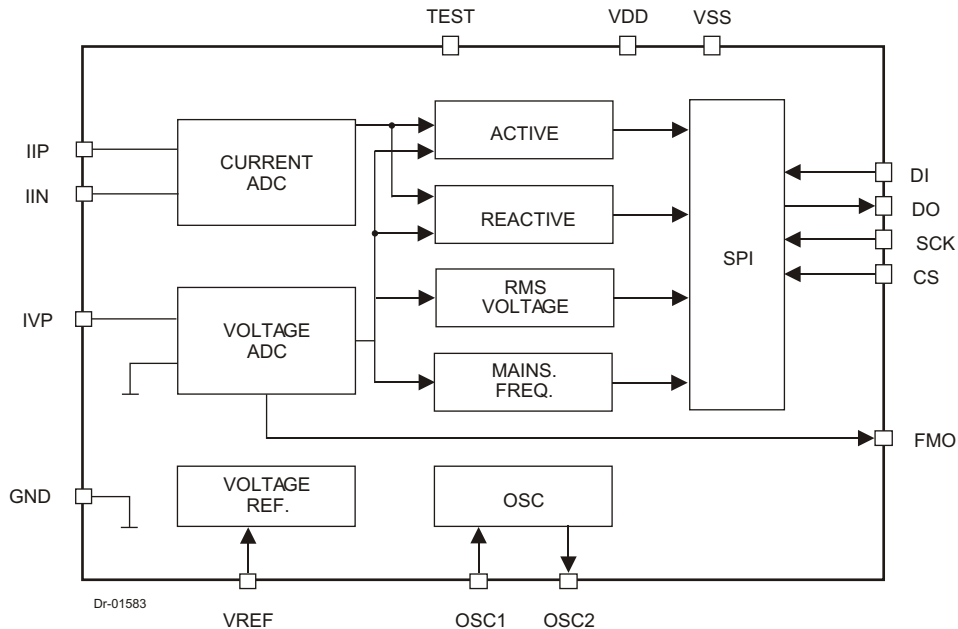 TEST
VDD
VSS
IIP
IIN
CURRENT
ADC
ACTIVE
REACTIVE
SPI
DI
DO
SCK
CS
IVP
VOLTAGE
ADC
RMS
VOLTAGE
MAINS.
FREQ.
FMO
GND
VOLTAGE
REF.
OSC
Dr-01583
VREF
OSC1
OSC2